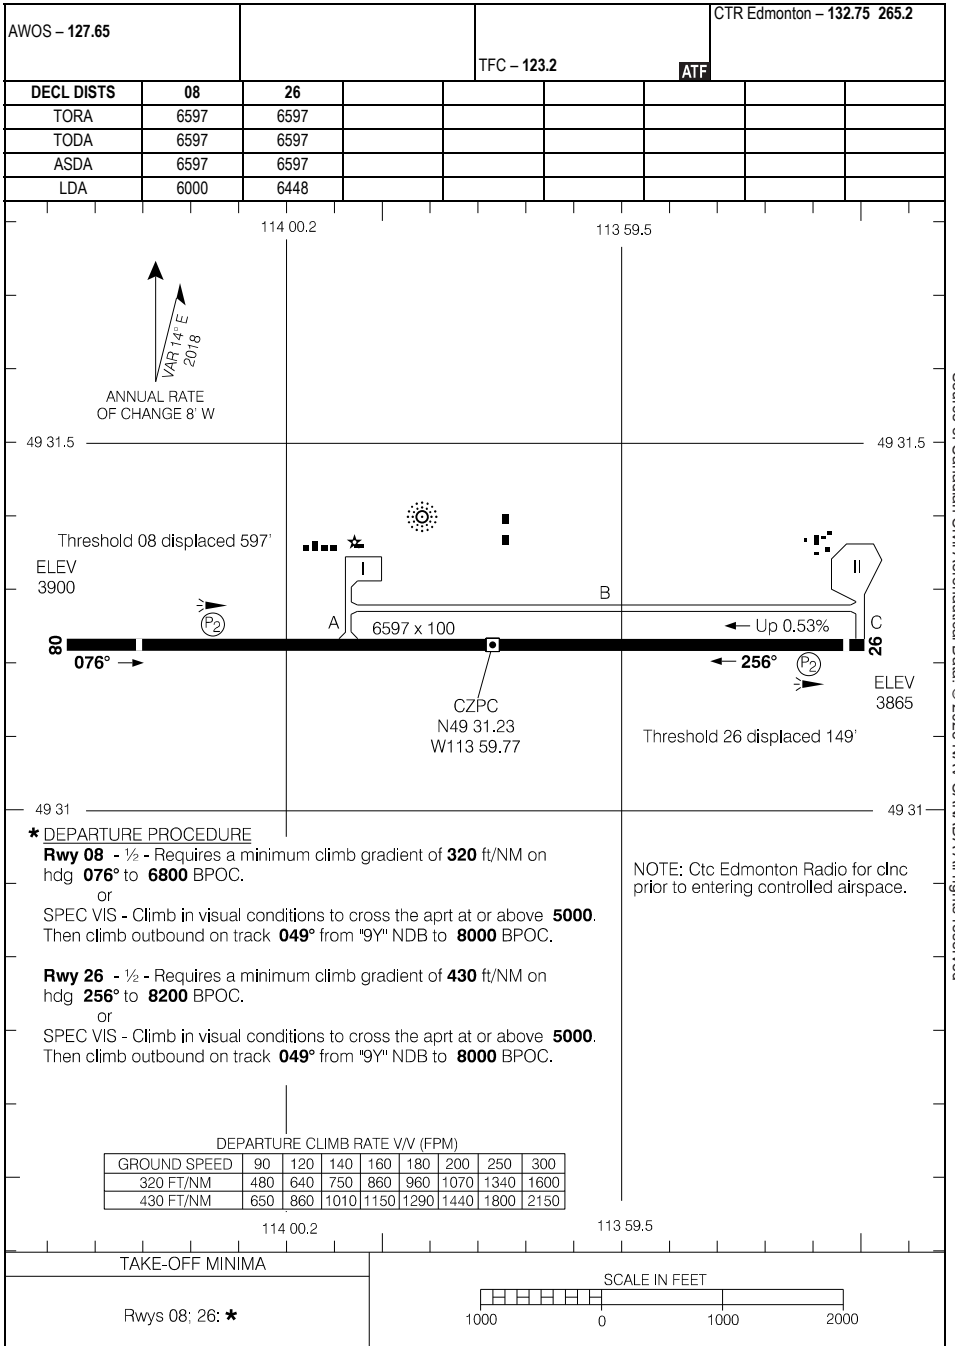 CTR Edmonton – 132.75 265.2
AWOS – 127.65
TFC – 123.2 ATF
DECL DISTS 08 26
TORA 6597 6597
TODA 6597 6597
ASDA 6597 6597
LDA 6000 6448
114 00.2 113 59.5
VAR 14° E
2018
ANNUAL RATE
OF CHANGE 8' W
49 31.5 49 31.5
Threshold 08 displaced 597'
ELEV
3900
I II
B
P2
A 6597 x 100 Up 0.53% C
08 26
076° 256° P2
ELEV
3865
CZPC
N49 31.23
W113 59.77
Threshold 26 displaced 149'
49 31 49 31
* DEPARTURE PROCEDURE
Rwy 08 - ½ - Requires a minimum climb gradient of 320 ft/NM on
hdg 076° to 6800 BPOC.
or
SPEC VIS - Climb in visual conditions to cross the aprt at or above 5000.
Then climb outbound on track 049° from "9Y" NDB to 8000 BPOC.
NOTE: Ctc Edmonton Radio for clnc
prior to entering controlled airspace.
Rwy 26 - ½ - Requires a minimum climb gradient of 430 ft/NM on
hdg 256° to 8200 BPOC.
or
SPEC VIS - Climb in visual conditions to cross the aprt at or above 5000.
Then climb outbound on track 049° from "9Y" NDB to 8000 BPOC.
DEPARTURE CLIMB RATE V/V (FPM)
GROUND SPEED 90 120 140 160 180 200 250 300
320 FT/NM 480 640 750 860 960 1070 1340 1600
430 FT/NM 650 860 1010 1150 1290 1440 1800 2150
114 00.2 113 59.5
TAKE-OFF MINIMA
Rwys 08; 26: *
SCALE IN FEET
1000 0 1000 2000